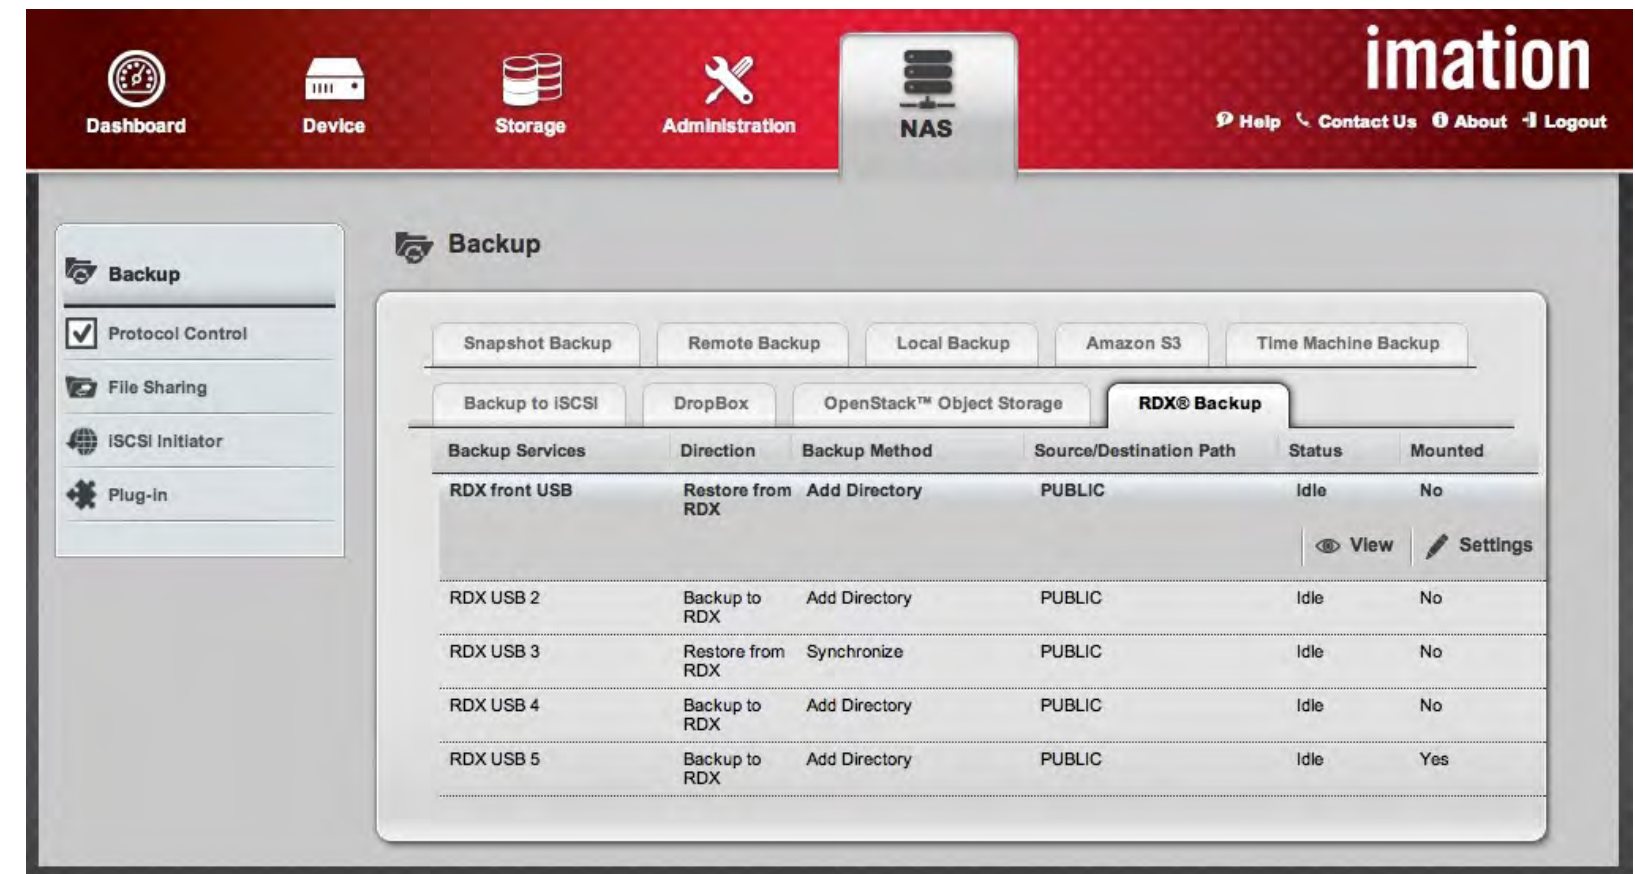 imation
Dashboard Device Storage Administration NAS
Help Contact Us About Logout
Backup
Protocol Control
File Sharing
iSCSI Initiator
Plug-in
Backup
Snapshot Backup Remote Backup Local Backup Amazon S3 Time Machine Backup
Backup to iSCSI DropBox OpenStack™ Object Storage RDX® Backup
Backup Services Direction Backup Method Source/Destination Path Status Mounted
RDX front USB Restore from Add Directory PUBLIC Idle No
RDX
View Settings
RDX USB 2 Backup to Add Directory PUBLIC Idle No
RDX
RDX USB 3 Restore from Synchronize PUBLIC Idle No
RDX
RDX USB 4 Backup to Add Directory PUBLIC Idle No
RDX
RDX USB 5 Backup to Add Directory PUBLIC Idle Yes
RDX